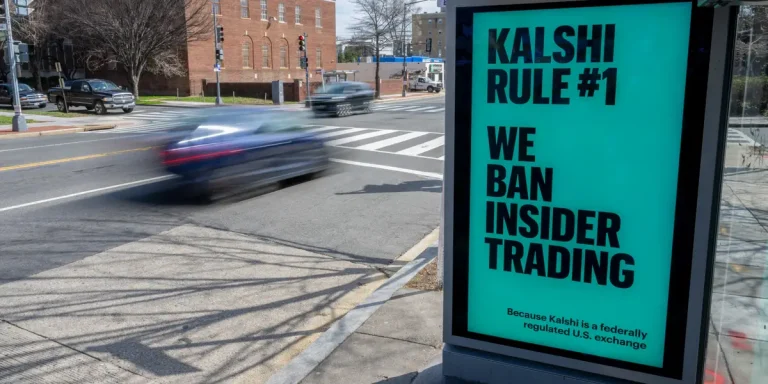 KALSHI
RULE #1
WE
BAN
INSIDER
TRADING
Because Kalshi is a federally
regulated U.S. exchange